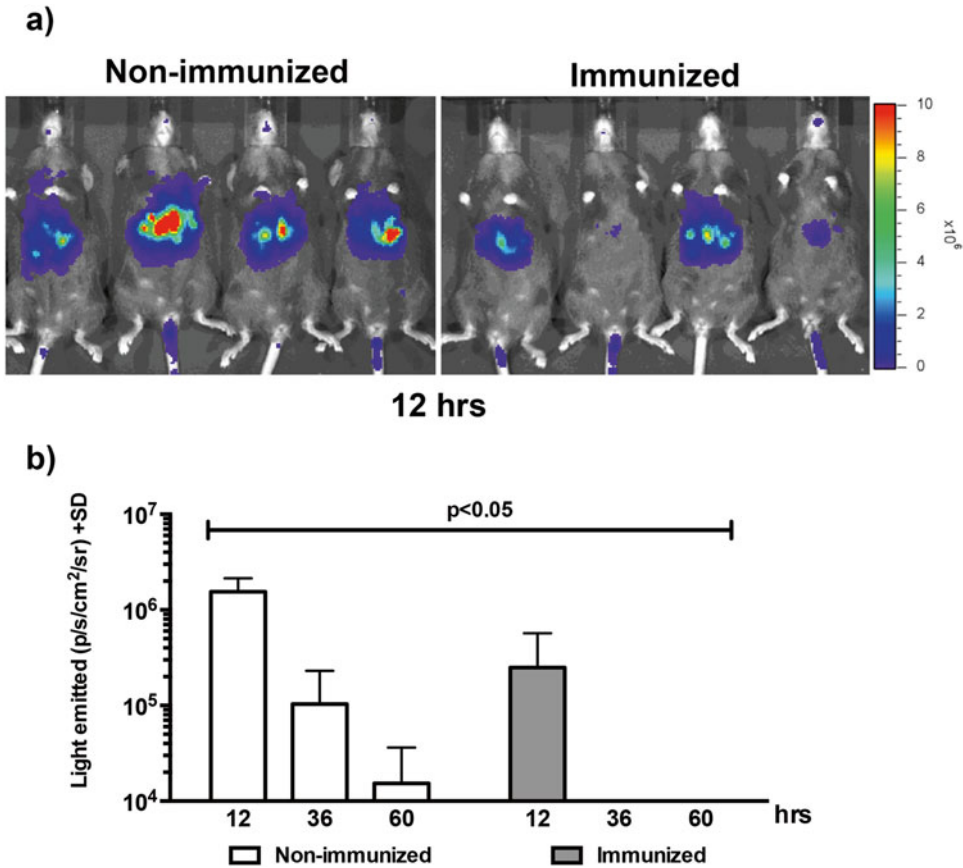 a)
Non-immunized Immunized
10
8
6
4
2
0
x10⁶
12 hrs
b)
Light emitted (p/s/cm²/sr) +SD
10⁷
10⁶
10⁵
10⁴
p<0.05
12 36 60 12 36 60 hrs
Non-immunized Immunized